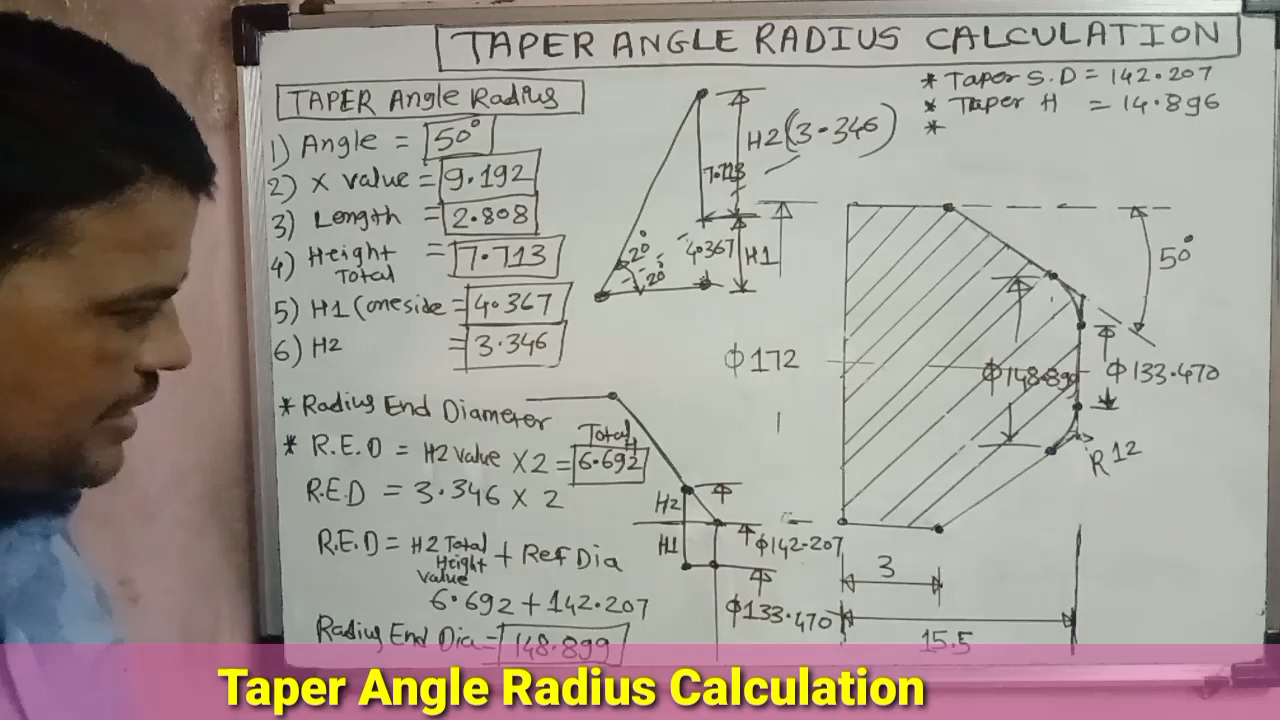 TAPER ANGLE RADIUS CALCULATION
* Taper S.D = 142.207
* Taper H = 14.896
*
TAPER Angle Radius
1) Angle = 50°
2) X value = 9.192
3) Length = 2.808
4) Height Total = 7.713
5) H1 (oneside = 4.367
6) H2 = 3.346
* Radius End Diameter
* R.E.D = H2 value X2 = 6.692
Total
R.E.D = 3.346 X 2
R.E.D = H2 Total Height value + Ref Dia
6.692 + 142.207
Radius End Dia = 148.899
H2 (3.346)
7.713
4.367
H1
20°
20°
H2
H1
ϕ
ϕ142-207
ϕ133.470
50°
ϕ172
ϕ148.899
ϕ133.470
R12
3
15.5
Taper Angle Radius Calculation